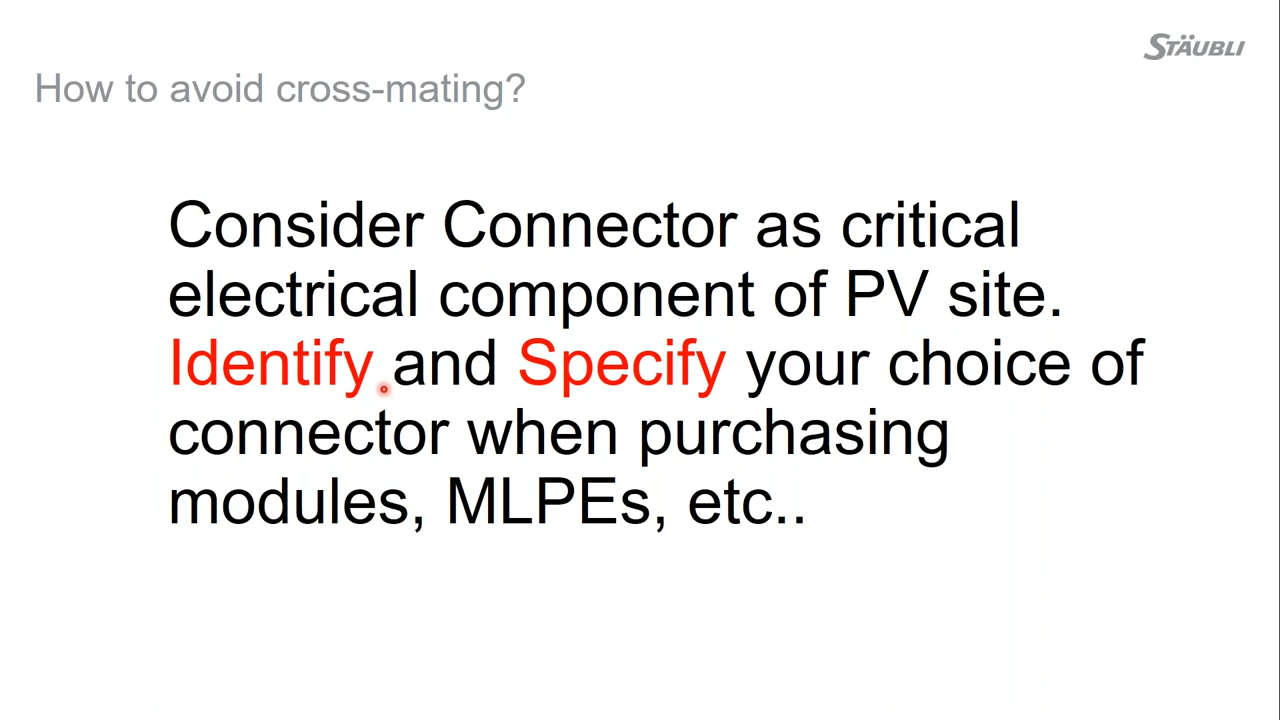 STÄUBLI
How to avoid cross-mating?
Consider Connector as critical
electrical component of PV site.
Identify and Specify your choice of
connector when purchasing
modules, MLPEs, etc..